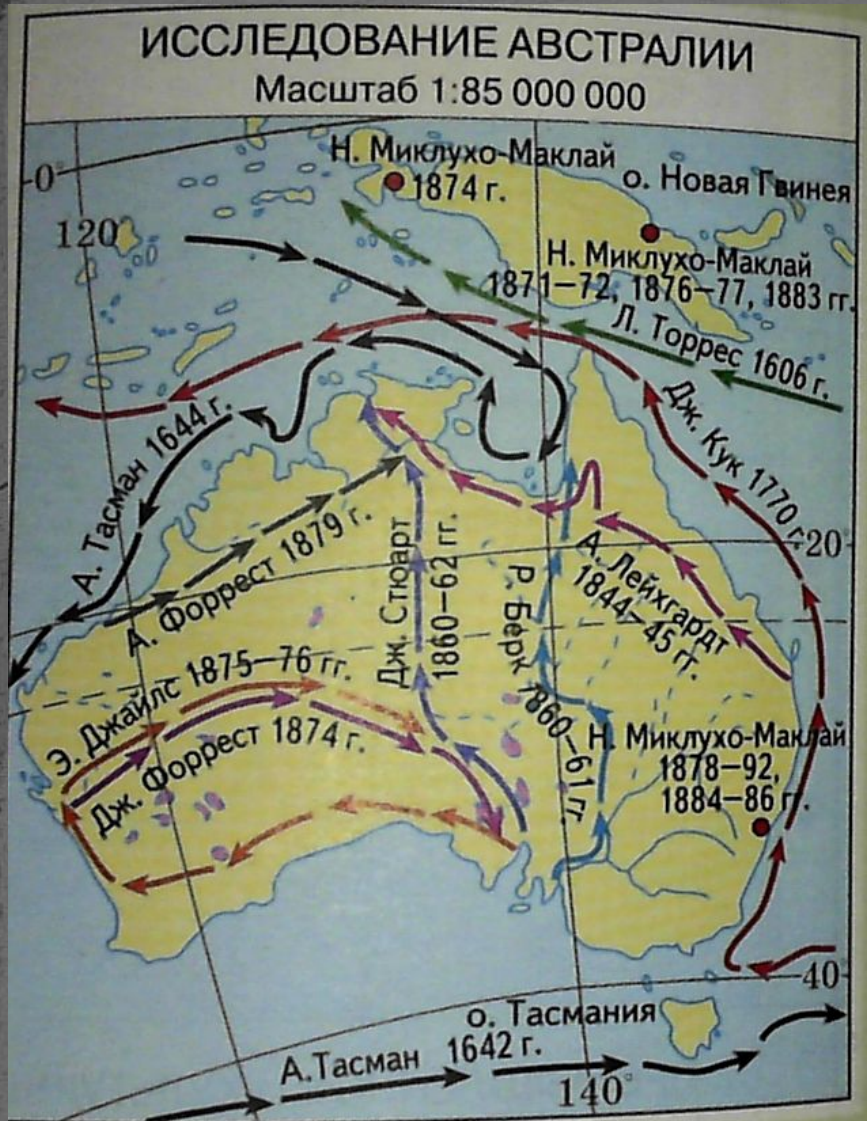 ИССЛЕДОВАНИЕ АВСТРАЛИИ
Масштаб 1:85 000 000
Н. Миклухо-Маклай
1874 г.
о. Новая Гвинея
0°
120°
Н. Миклухо-Маклай
1871–72, 1876–77, 1883 гг.
Л. Торрес 1606 г.
Дж. Кук 1770 г.
А. Тасман 1644 г.
20°
А. Форрест 1879 г.
Дж. Стюарт
1860–62 гг.
Р. Берк 1860–61 гг.
А. Лейхгардт
1844–45 гг.
Э. Джайлс 1875–76 гг.
Дж. Форрест 1874 г.
Н. Миклухо-Маклай
1878–92,
1884–86 гг.
40°
о. Тасмания
А.Тасман 1642 г.
140°